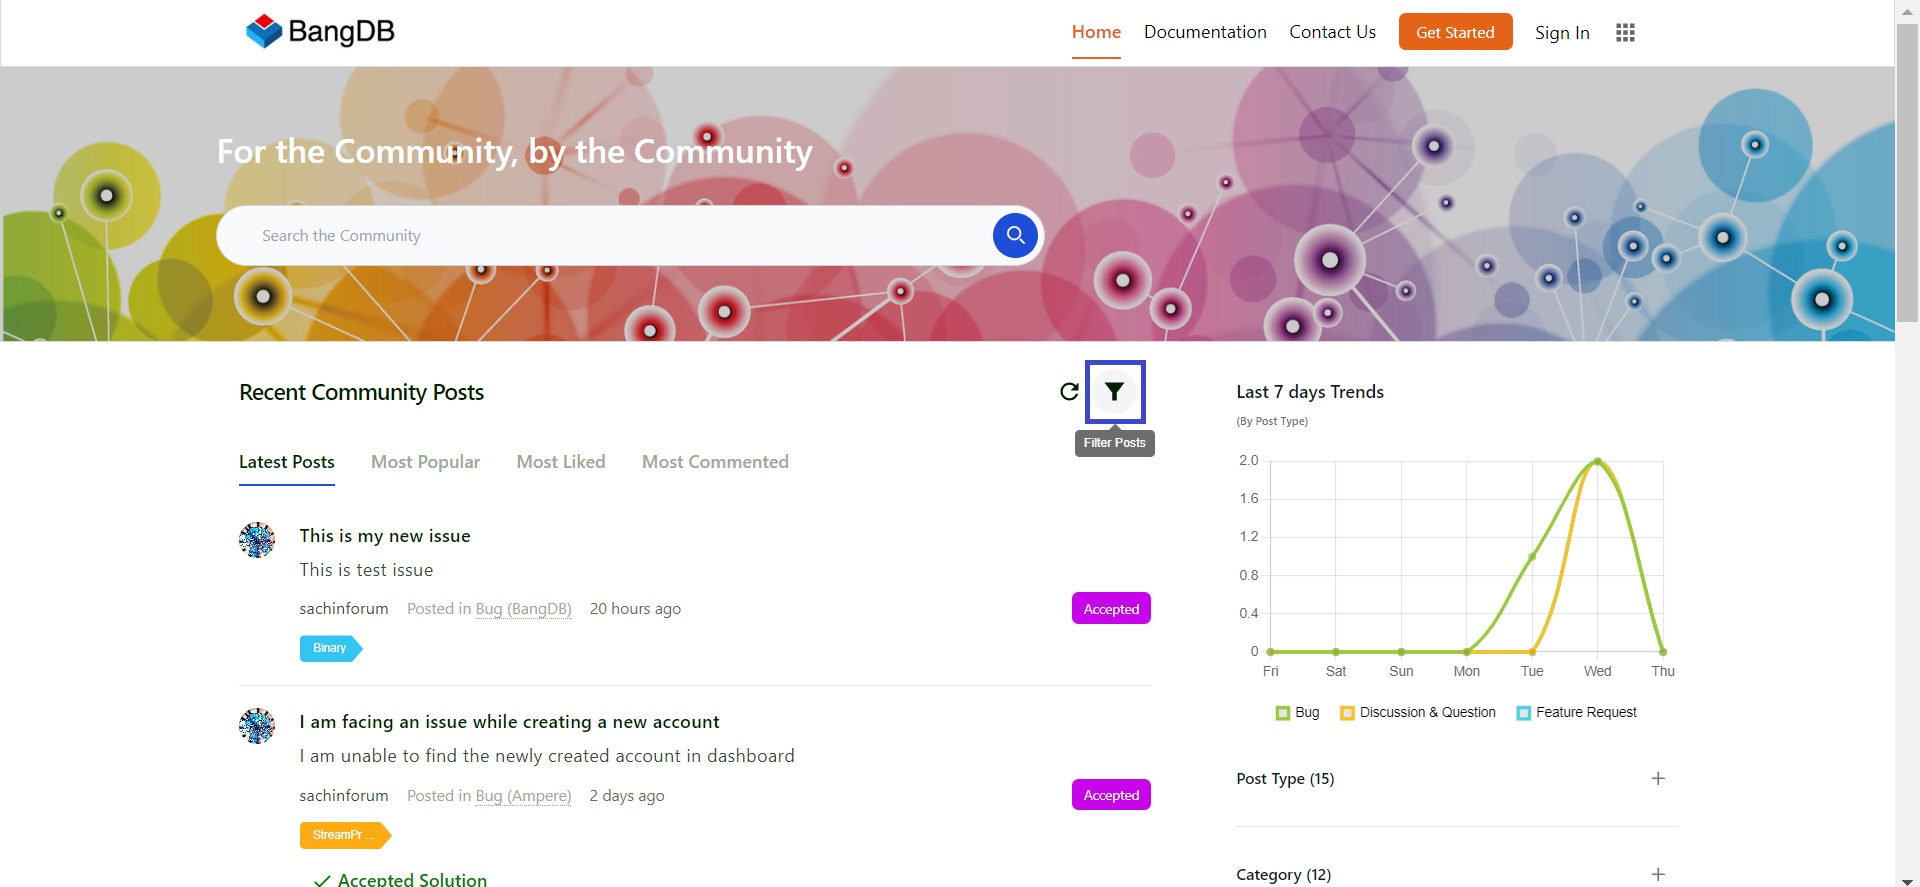 BangDB
Home Documentation Contact Us Get Started Sign In
For the Community, by the Community
Search the Community
Recent Community Posts
Filter Posts
Latest Posts Most Popular Most Liked Most Commented
This is my new issue
This is test issue
sachinforum Posted in Bug (BangDB) 20 hours ago
Accepted
Binary
I am facing an issue while creating a new account
I am unable to find the newly created account in dashboard
sachinforum Posted in Bug (Ampere) 2 days ago
Accepted
StreamPr ...
Accepted Solution
Last 7 days Trends
(By Post Type)
2.0
1.6
1.2
0.8
0.4
0
Fri Sat Sun Mon Tue Wed Thu
Bug Discussion & Question Feature Request
Post Type (15)
Category (12)